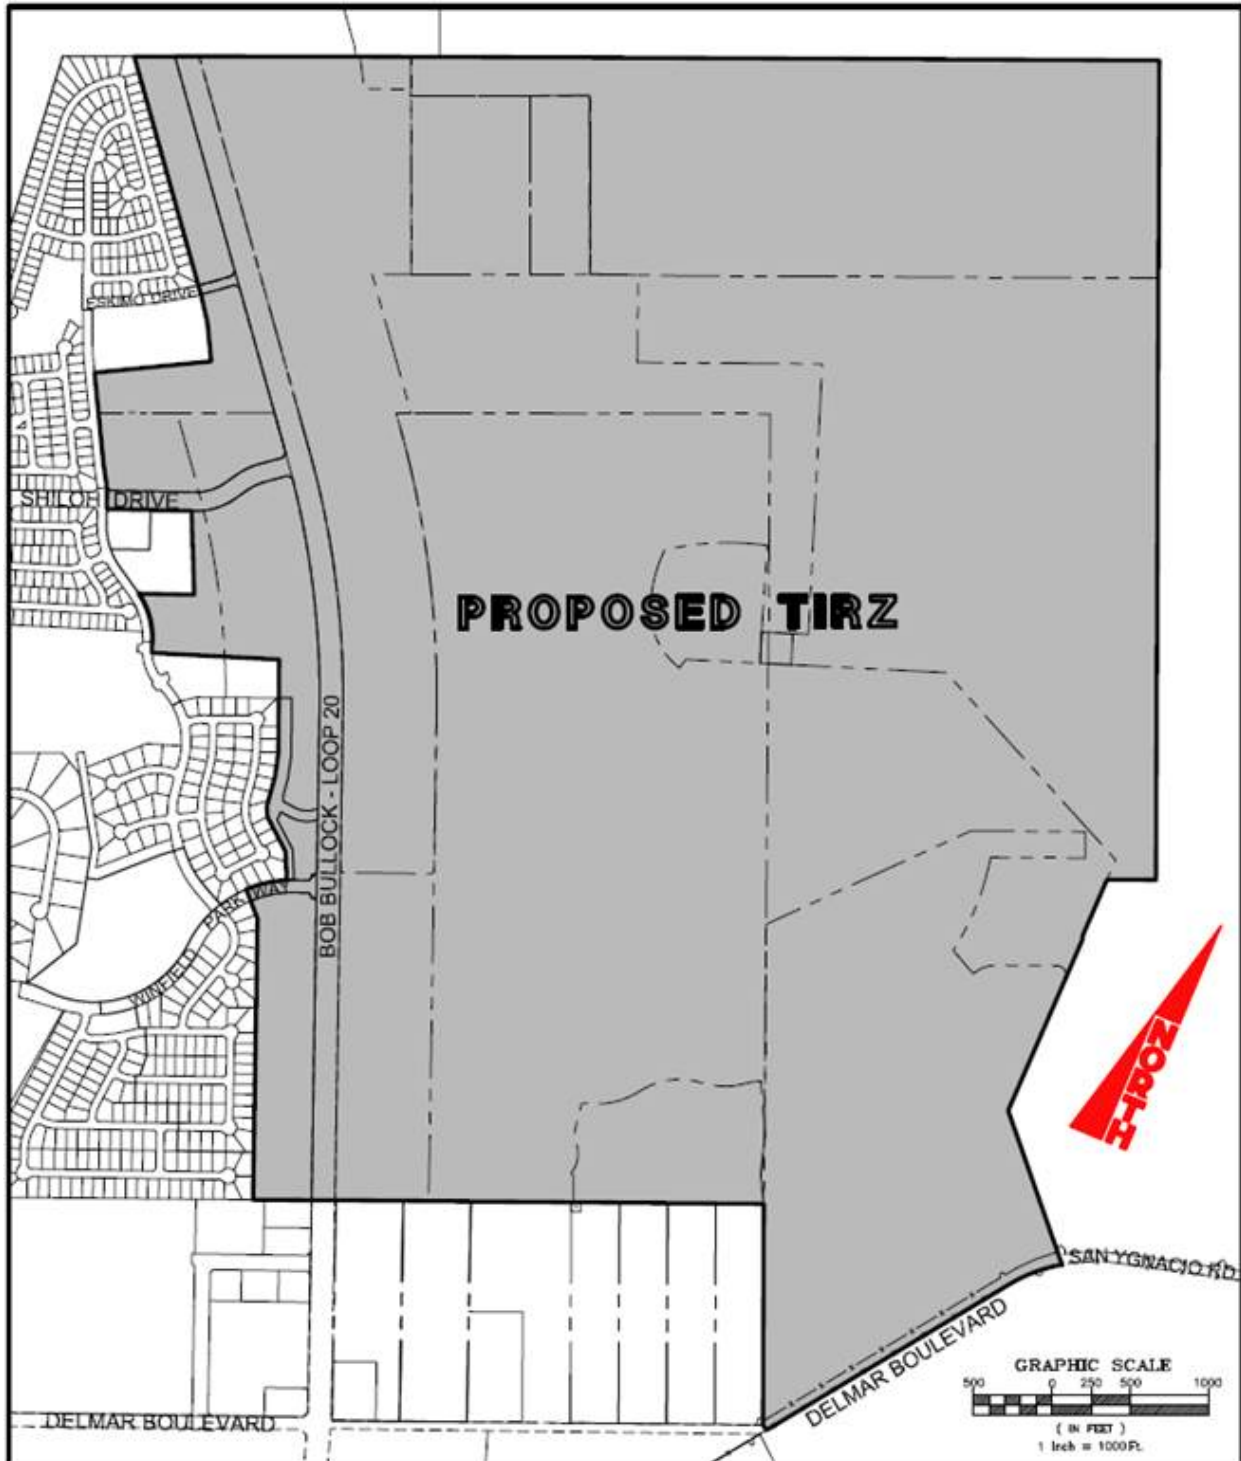 ESKIMO DRIVE
SHILOH DRIVE
PROPOSED TIRZ
BOB BULLOCK - LOOP 20
PARKWAY
WINFIELD
NORTH
SAN YGNACIO RD
DELMAR BOULEVARD
GRAPHIC SCALE
500 0 250 500 1000
( IN FEET )
1 inch = 1000 Ft.
DELMAR BOULEVARD